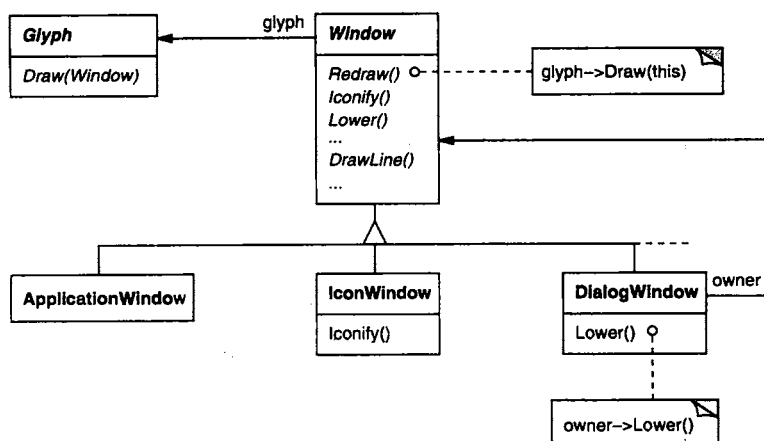 Glyph
Draw(Window)
glyph
Window
Redraw()
Iconify()
Lower()
...
DrawLine()
...
glyph->Draw(this)
ApplicationWindow
IconWindow
Iconify()
DialogWindow
Lower()
owner
owner->Lower()